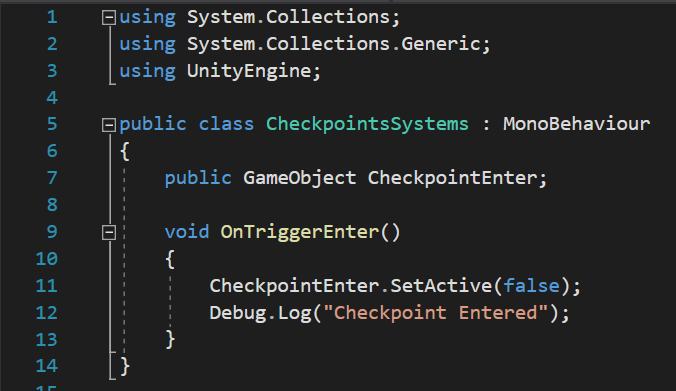 1 using System.Collections;
2 using System.Collections.Generic;
3 using UnityEngine;
4
5 public class CheckpointsSystems : MonoBehaviour
6 {
7 public GameObject CheckpointEnter;
8
9 void OnTriggerEnter()
10 {
11 CheckpointEnter.SetActive(false);
12 Debug.Log("Checkpoint Entered");
13 }
14 }
15